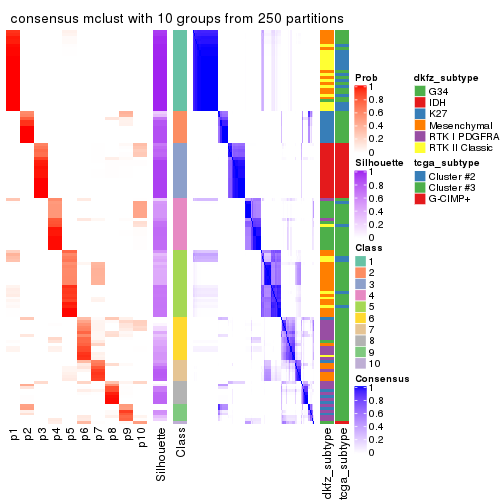 consensus mclust with 10 groups from 250 partitions
Prob
1
0.8
0.6
0.4
0.2
0
Silhouette
1
0.8
0.6
0.4
0.2
0
Class
1
2
3
4
5
6
7
8
9
10
Consensus
1
0.8
0.6
0.4
0.2
0
dkfz_subtype
G34
IDH
K27
Mesenchymal
RTK I PDGFRA
RTK II Classic
tcga_subtype
Cluster #2
Cluster #3
G-CIMP+
p1
p2
p3
p4
p5
p6
p7
p8
p9
p10
Silhouette
Class
dkfz_subtype
tcga_subtype